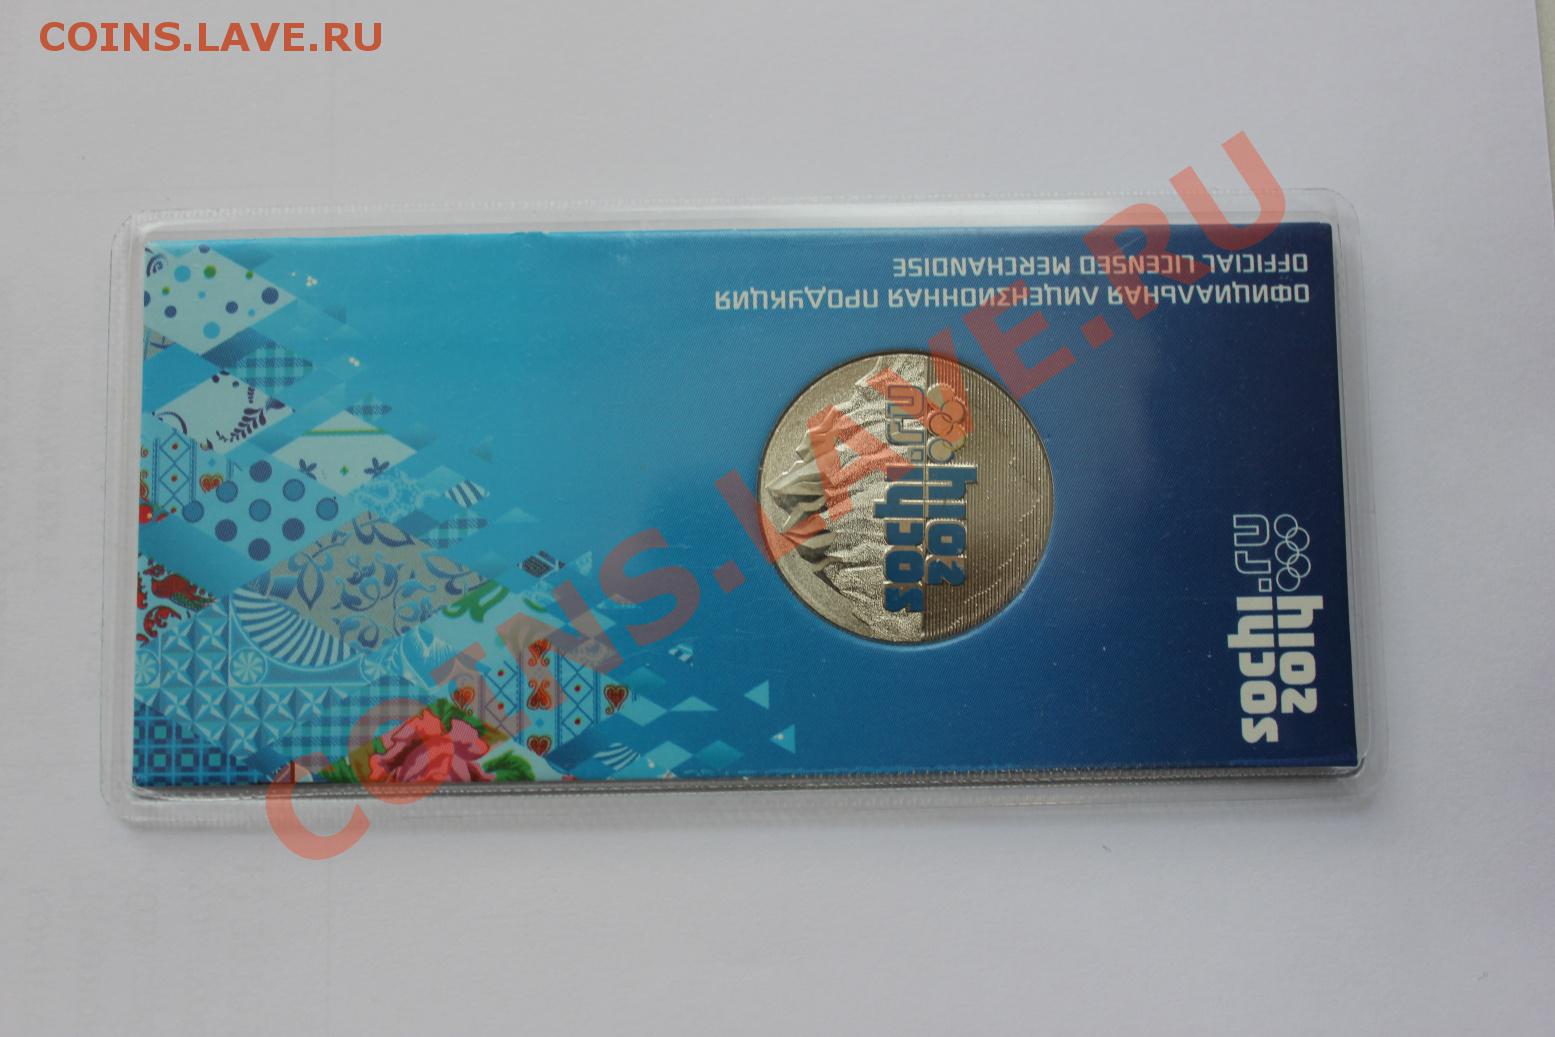 COINS.LAVE.RU
ОФИЦИАЛЬНАЯ ЛИЦЕНЗИОННАЯ ПРОДУКЦИЯ
OFFICIAL LICENSED MERCHANDISE
sochi.ru
2014
sochi.ru
2014
COINS.LAVE.RU